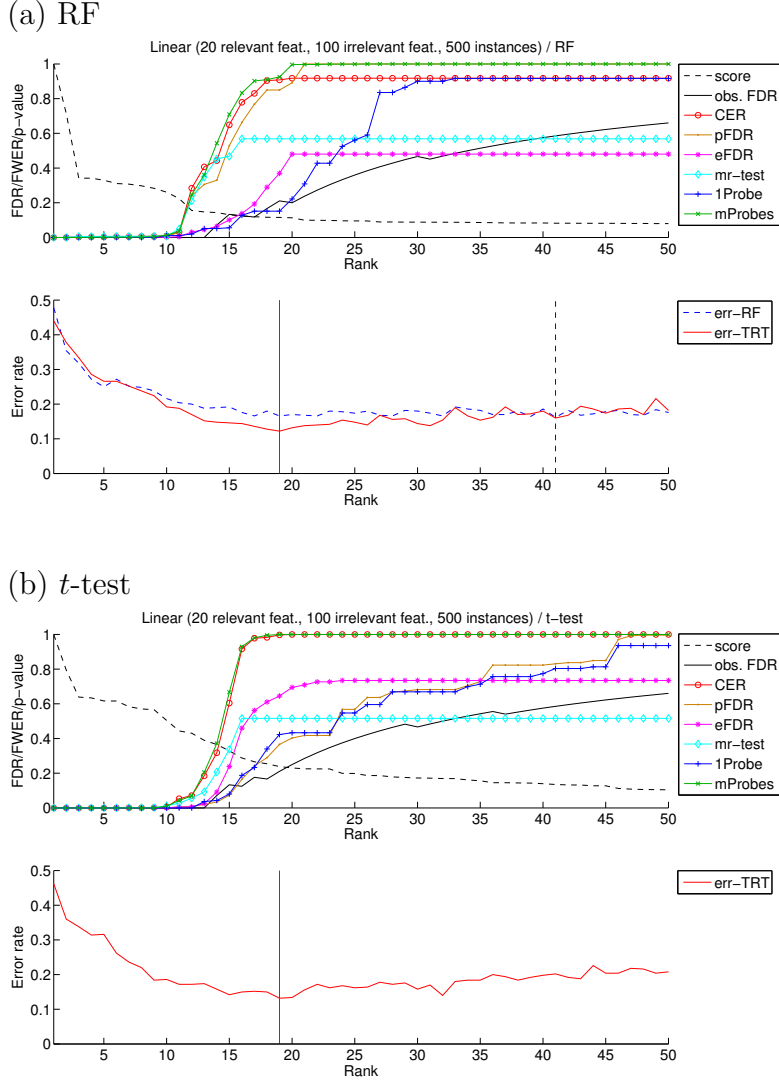 (a) RF
Linear (20 relevant feat., 100 irrelevant feat., 500 instances) / RF
FDR/FWER/p-value
1
0.8
0.6
0.4
0.2
0
5 10 15 20 25 30 35 40 45 50
Rank
score
obs. FDR
CER
pFDR
eFDR
mr-test
1Probe
mProbes
Error rate
0.5
0.4
0.3
0.2
0.1
0
5 10 15 20 25 30 35 40 45 50
Rank
err-RF
err-TRT
(b) t-test
Linear (20 relevant feat., 100 irrelevant feat., 500 instances) / t-test
FDR/FWER/p-value
1
0.8
0.6
0.4
0.2
0
5 10 15 20 25 30 35 40 45 50
Rank
score
obs. FDR
CER
pFDR
eFDR
mr-test
1Probe
mProbes
Error rate
0.5
0.4
0.3
0.2
0.1
0
5 10 15 20 25 30 35 40 45 50
Rank
err-TRT